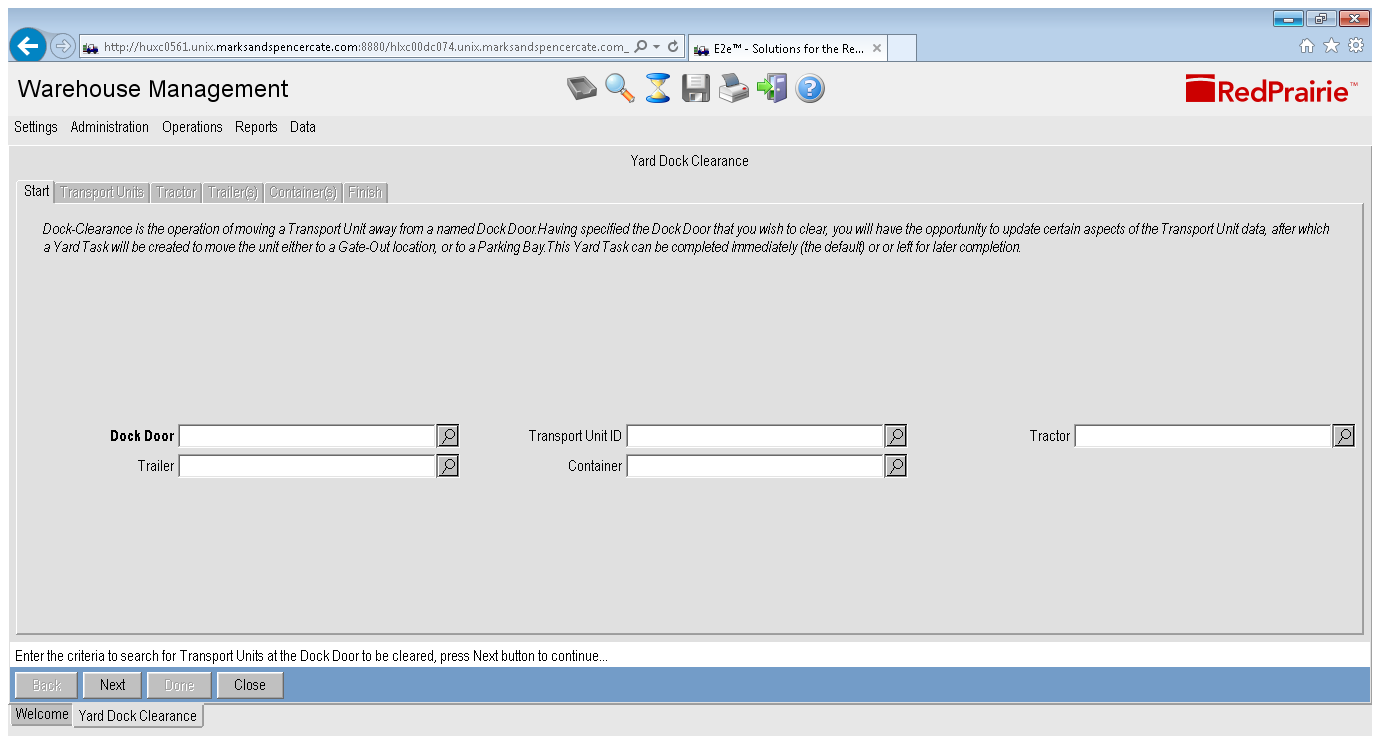 http://huxc0561.unix.marksandspencercate.com:8880/hlxc00dc074.unix.marksandspencercate.com_
E2e™ - Solutions for the Re...
Warehouse Management
RedPrairie™
Settings Administration Operations Reports Data
Yard Dock Clearance
Start Transport Units Tractor Trailer(s) Container(s) Finish
Dock-Clearance is the operation of moving a Transport Unit away from a named Dock Door.Having specified the Dock Door that you wish to clear, you will have the opportunity to update certain aspects of the Transport Unit data, after which
a Yard Task will be created to move the unit either to a Gate-Out location, or to a Parking Bay.This Yard Task can be completed immediately (the default) or or left for later completion.
Dock Door Transport Unit ID Tractor
Trailer Container
Enter the criteria to search for Transport Units at the Dock Door to be cleared, press Next button to continue...
Back Next Done Close
Welcome Yard Dock Clearance